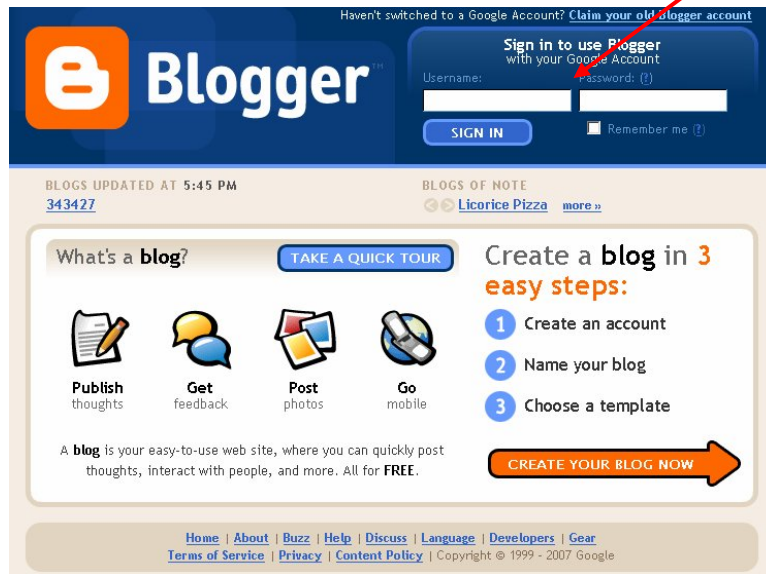 Haven't switched to a Google Account? Claim your old Blogger account
Blogger™
Sign in to use Blogger
with your Google Account
Username: Password: (?)
SIGN IN Remember me (?)
BLOGS UPDATED AT 5:45 PM
343427
BLOGS OF NOTE
Licorice Pizza more »
What's a blog? TAKE A QUICK TOUR
Publish thoughts
Get feedback
Post photos
Go mobile
A blog is your easy-to-use web site, where you can quickly post
thoughts, interact with people, and more. All for FREE.
Create a blog in 3
easy steps:
1 Create an account
2 Name your blog
3 Choose a template
CREATE YOUR BLOG NOW
Home | About | Buzz | Help | Discuss | Language | Developers | Gear
Terms of Service | Privacy | Content Policy | Copyright © 1999 - 2007 Google